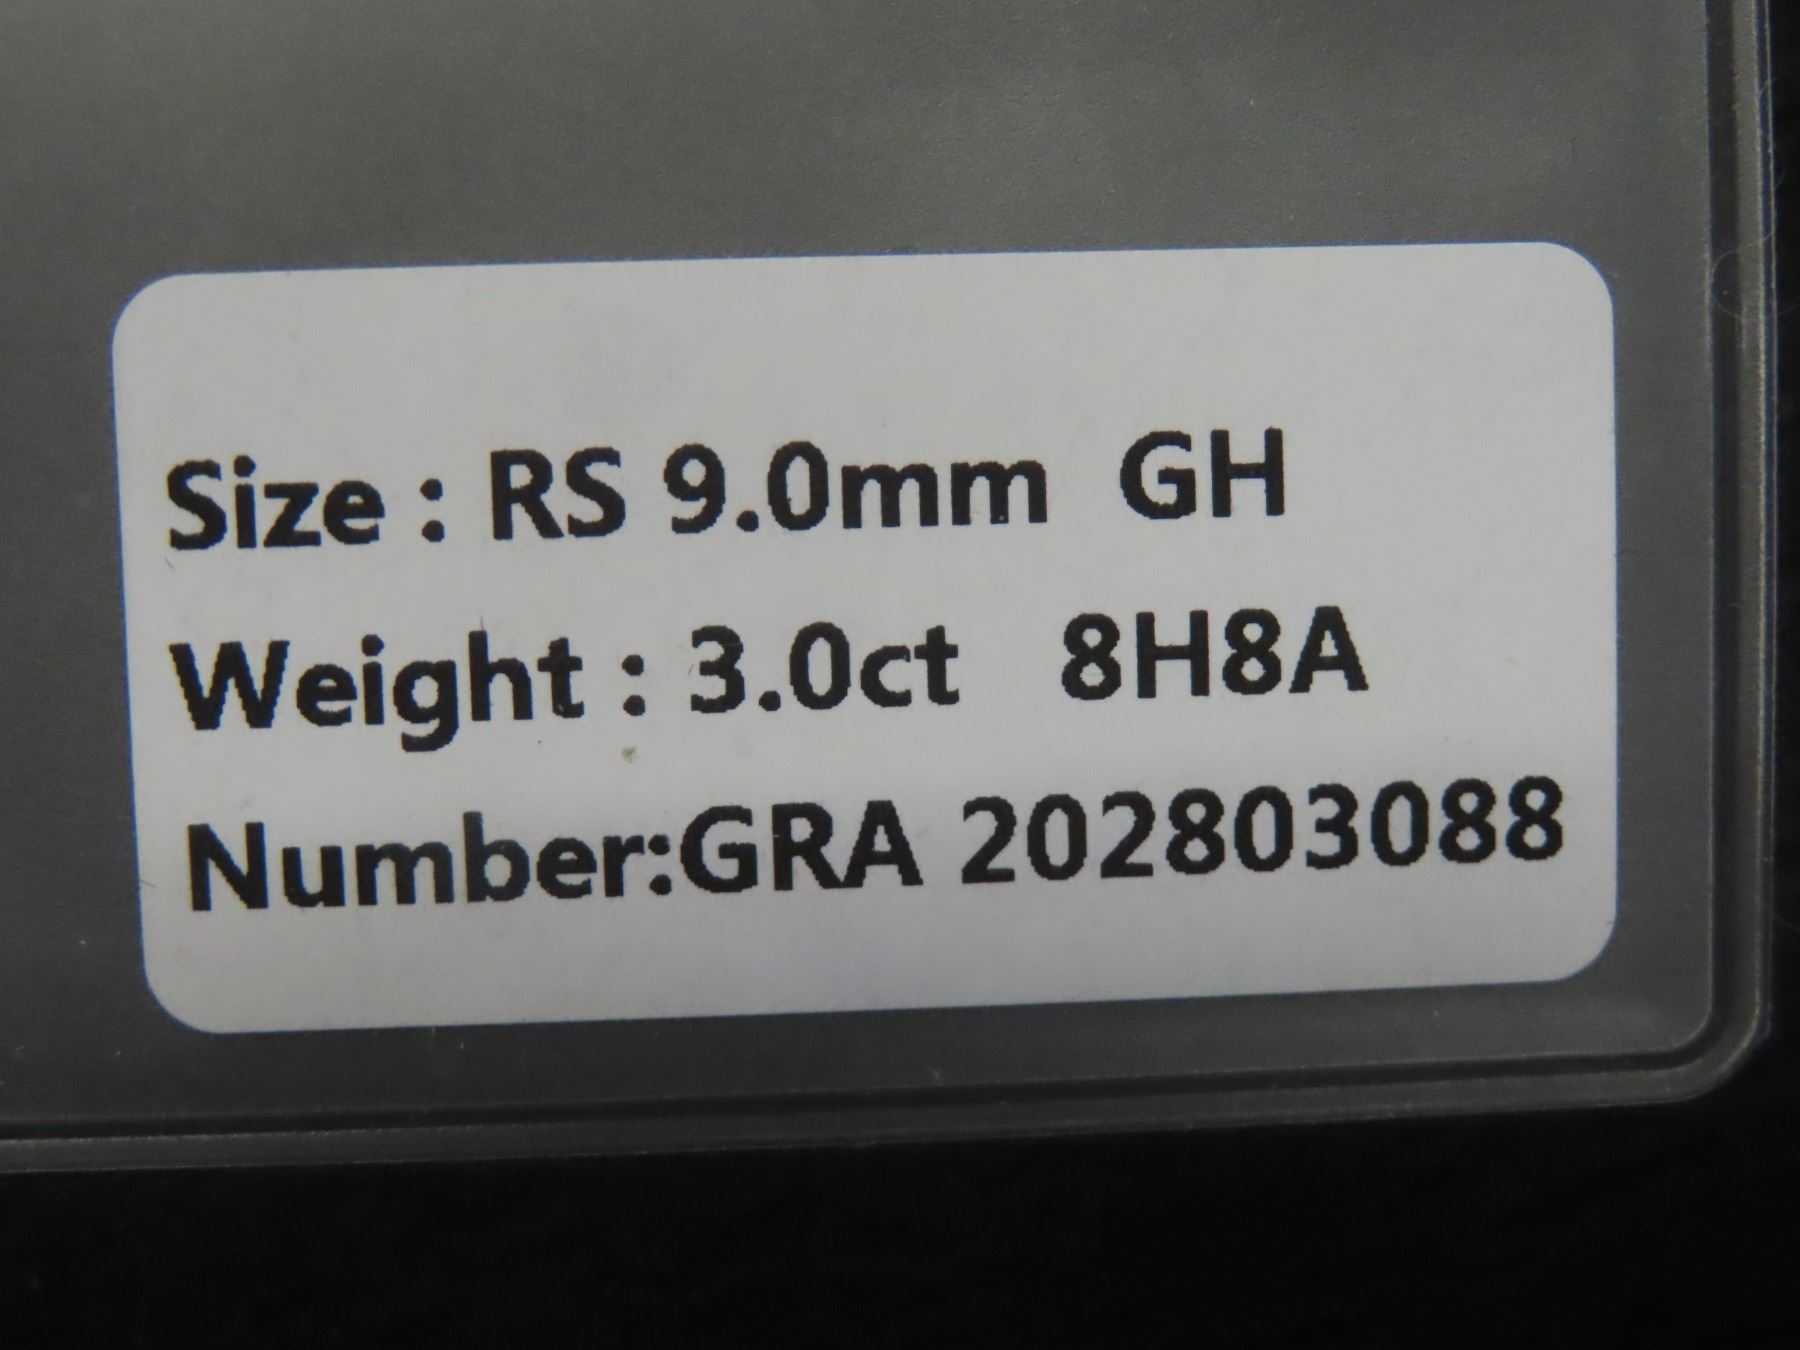 Size : RS 9.0mm GH
Weight : 3.0ct 8H8A
Number:GRA 202803088